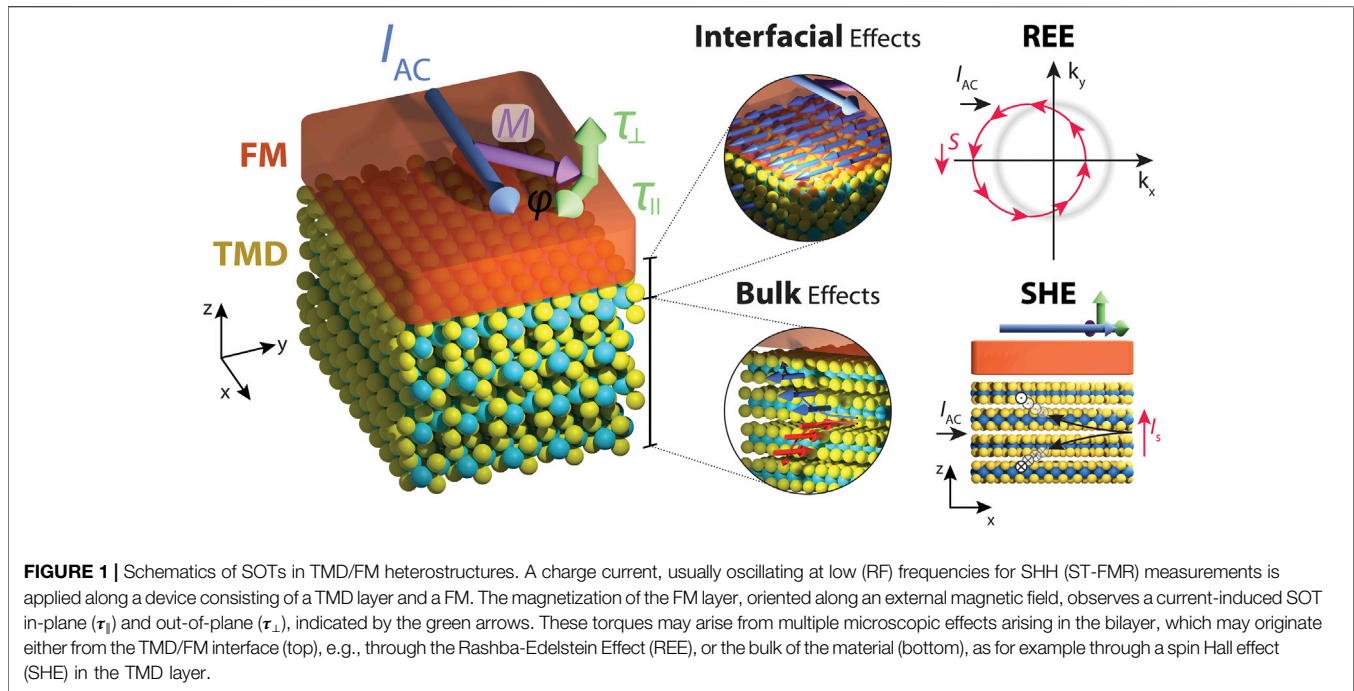 I_AC
M
τ⊥
FM
φ
τ||
TMD
z
y
x
Interfacial Effects
REE
I_AC
k_y
S
k_x
Bulk Effects
SHE
I_AC
I_s
z
x
FIGURE 1 | Schematics of SOTs in TMD/FM heterostructures. A charge current, usually oscillating at low (RF) frequencies for SHH (ST-FMR) measurements is
applied along a device consisting of a TMD layer and a FM. The magnetization of the FM layer, oriented along an external magnetic field, observes a current-induced SOT
in-plane (τ||) and out-of-plane (τ⊥), indicated by the green arrows. These torques may arise from multiple microscopic effects arising in the bilayer, which may originate
either from the TMD/FM interface (top), e.g., through the Rashba-Edelstein Effect (REE), or the bulk of the material (bottom), as for example through a spin Hall effect
(SHE) in the TMD layer.